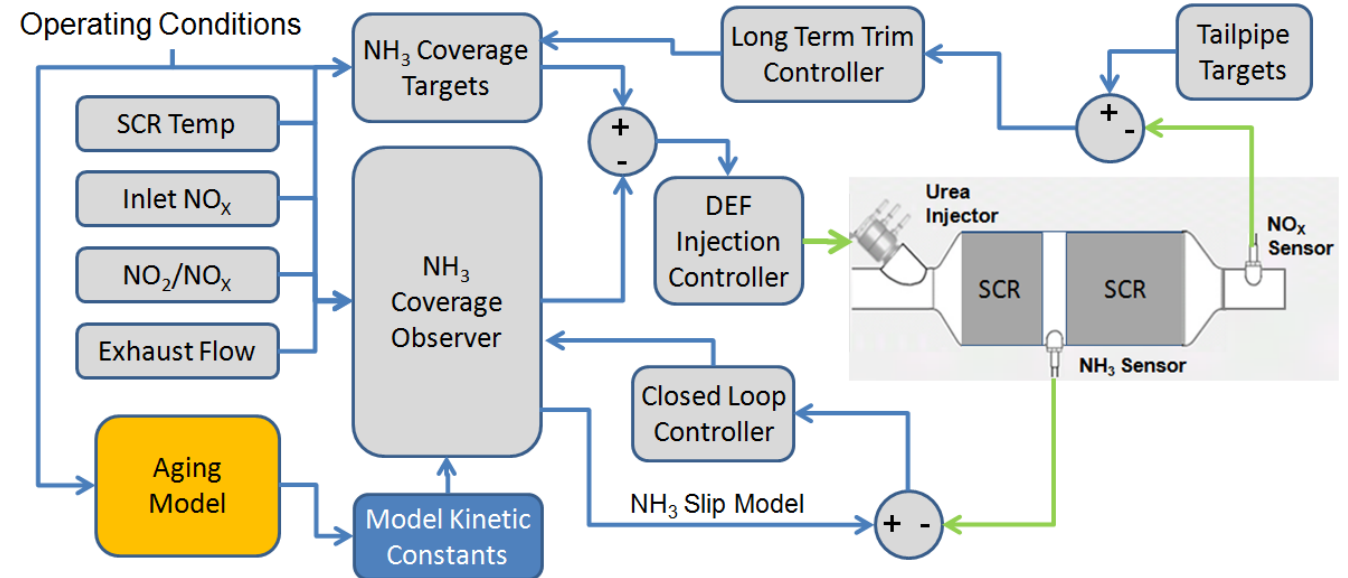 Operating Conditions
NH₃ Coverage
Targets
Long Term Trim
Controller
Tailpipe
Targets
SCR Temp
+
-
+
-
Inlet NOₓ
DEF
Injection
Controller
Urea
Injector
NOₓ
Sensor
NO₂/NOₓ
NH₃
Coverage
Observer
SCR
SCR
Exhaust Flow
NH₃ Sensor
Closed Loop
Controller
Aging
Model
NH₃ Slip Model
+ -
Model Kinetic
Constants